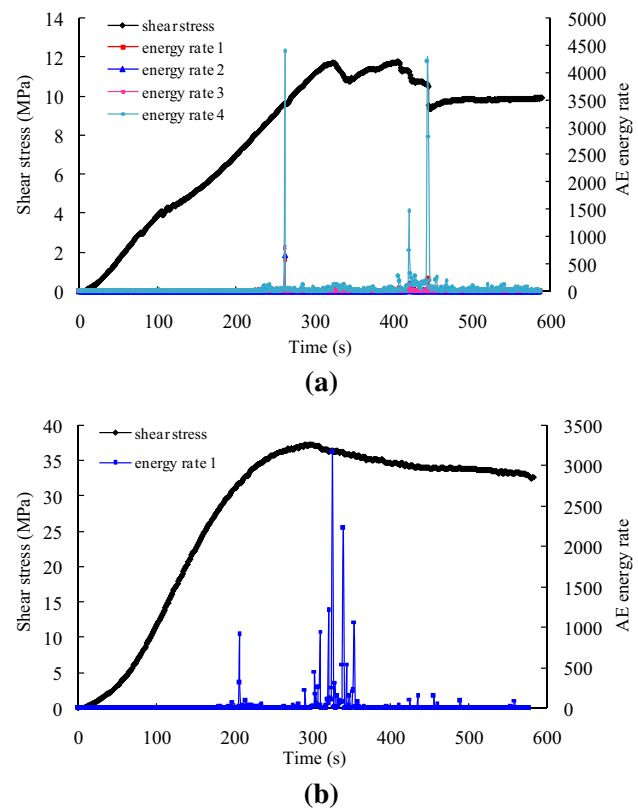 14
12
10
8
6
4
2
0
Shear stress (MPa)
shear stress
energy rate 1
energy rate 2
energy rate 3
energy rate 4
5000
4500
4000
3500
3000
2500
2000
1500
1000
500
0
AE energy rate
0 100 200 300 400 500 600
Time (s)
(a)
40
35
30
25
20
15
10
5
0
Shear stress (MPa)
shear stress
energy rate 1
3500
3000
2500
2000
1500
1000
500
0
AE energy rate
0 100 200 300 400 500 600
Time (s)
(b)